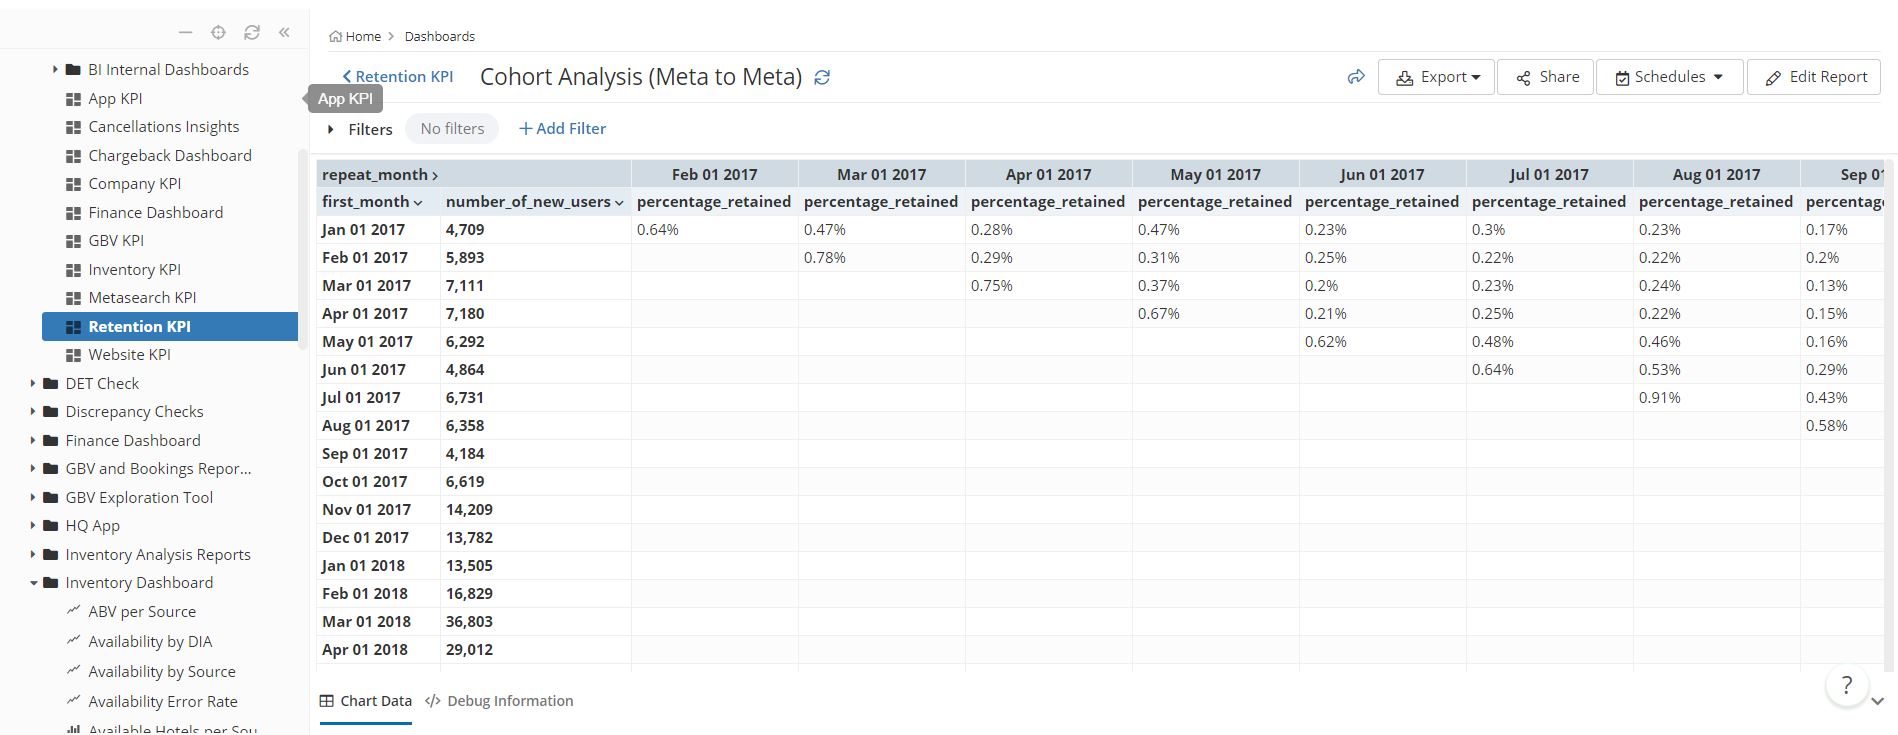 Home > Dashboards
BI Internal Dashboards
App KPI
Cancellations Insights
Chargeback Dashboard
Company KPI
Finance Dashboard
GBV KPI
Inventory KPI
Metasearch KPI
Retention KPI
Website KPI
DET Check
Discrepancy Checks
Finance Dashboard
GBV and Bookings Repor...
GBV Exploration Tool
HQ App
Inventory Analysis Reports
Inventory Dashboard
ABV per Source
Availability by DIA
Availability by Source
Availability Error Rate
Available Hotels per Sou
App KPI
Retention KPI Cohort Analysis (Meta to Meta) Export Share Schedules Edit Report
Filters No filters + Add Filter
repeat_month Feb 01 2017 Mar 01 2017 Apr 01 2017 May 01 2017 Jun 01 2017 Jul 01 2017 Aug 01 2017 Sep 01
first_month number_of_new_users percentage_retained percentage_retained percentage_retained percentage_retained percentage_retained percentage_retained percentage_retained percentag
Jan 01 2017 4,709 0.64% 0.47% 0.28% 0.47% 0.23% 0.3% 0.23% 0.17%
Feb 01 2017 5,893 0.78% 0.29% 0.31% 0.25% 0.22% 0.22% 0.2%
Mar 01 2017 7,111 0.75% 0.37% 0.2% 0.23% 0.24% 0.13%
Apr 01 2017 7,180 0.67% 0.21% 0.25% 0.22% 0.15%
May 01 2017 6,292 0.62% 0.48% 0.46% 0.16%
Jun 01 2017 4,864 0.64% 0.53% 0.29%
Jul 01 2017 6,731 0.91% 0.43%
Aug 01 2017 6,358 0.58%
Sep 01 2017 4,184
Oct 01 2017 6,619
Nov 01 2017 14,209
Dec 01 2017 13,782
Jan 01 2018 13,505
Feb 01 2018 16,829
Mar 01 2018 36,803
Apr 01 2018 29,012
Chart Data </> Debug Information
?